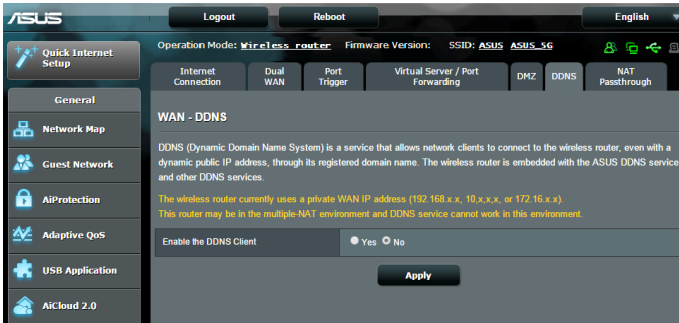 ASUS
Logout
Reboot
English
Quick Internet
Setup
Operation Mode: Wireless router Firmware Version: SSID: ASUS ASUS_5G
Internet
Connection
Dual
WAN
Port
Trigger
Virtual Server / Port
Forwarding
DMZ
DDNS
NAT
Passthrough
General
Network Map
Guest Network
AiProtection
Adaptive QoS
USB Application
AiCloud 2.0
WAN - DDNS
DDNS (Dynamic Domain Name System) is a service that allows network clients to connect to the wireless router, even with a
dynamic public IP address, through its registered domain name. The wireless router is embedded with the ASUS DDNS service
and other DDNS services.
The wireless router currently uses a private WAN IP address (192.168.x.x, 10,x,x,x, or 172.16.x.x).
This router may be in the multiple-NAT environment and DDNS service cannot work in this environment.
Enable the DDNS Client
Yes No
Apply